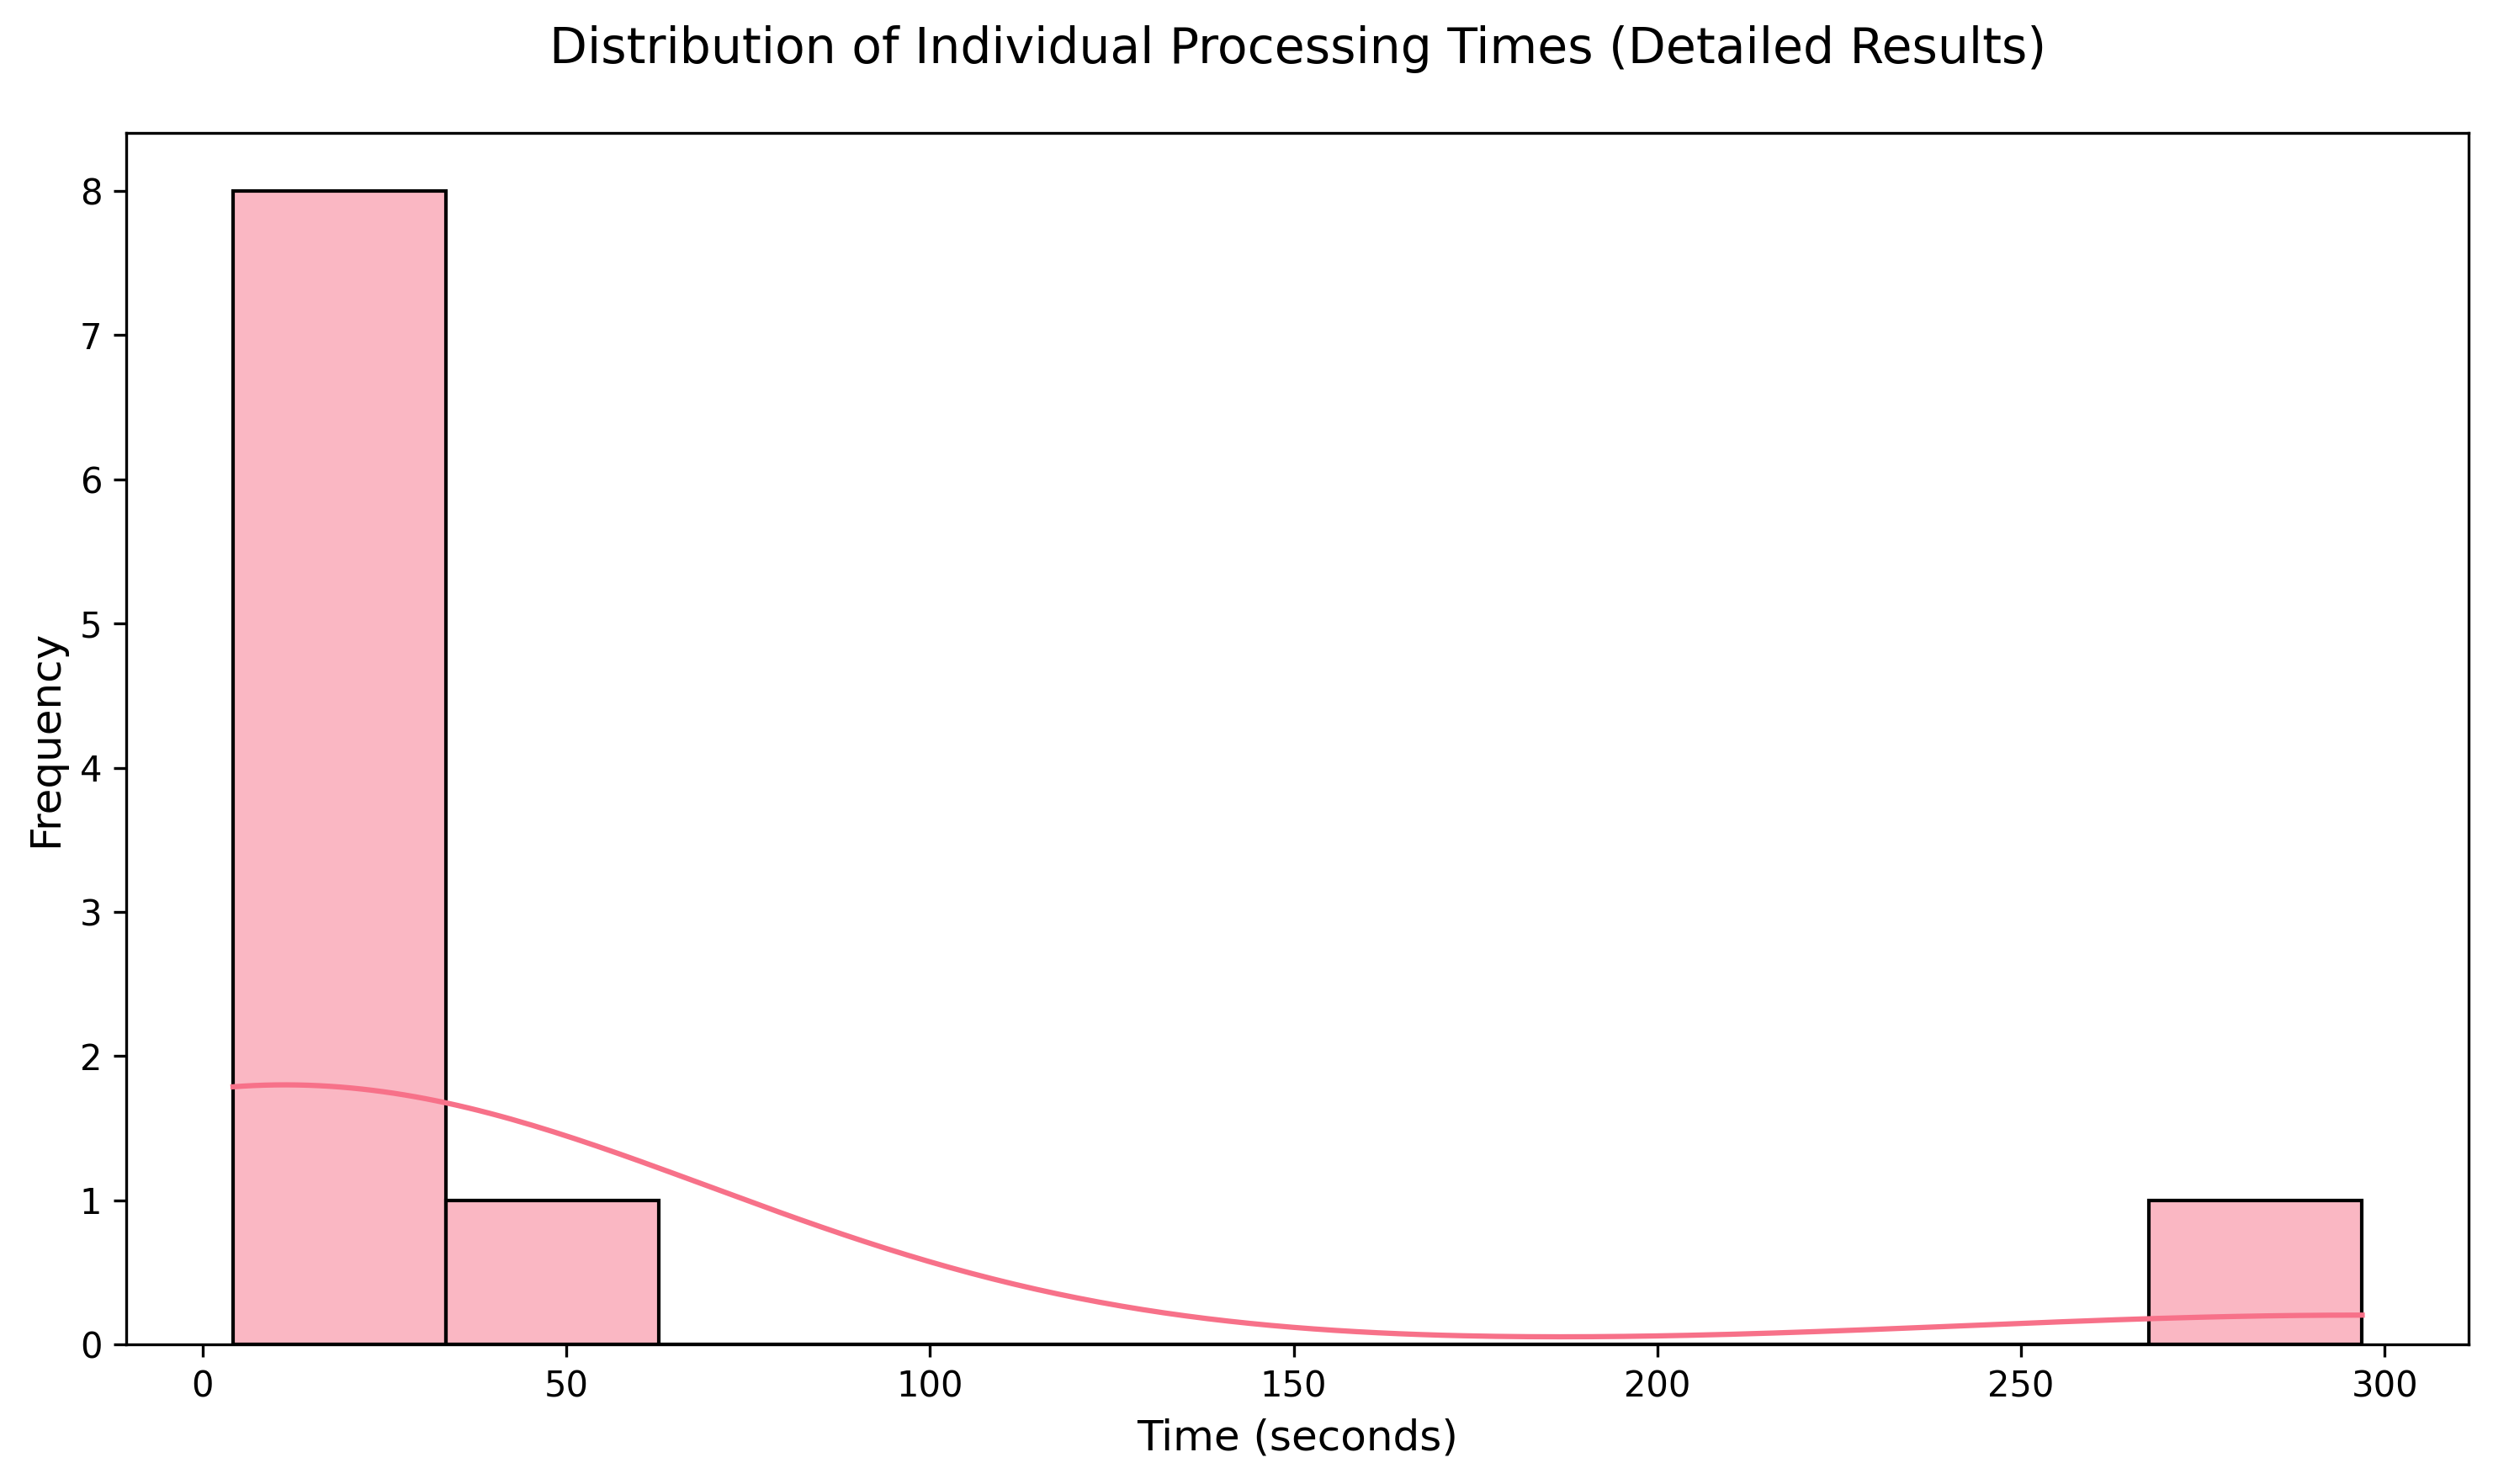 Distribution of Individual Processing Times (Detailed Results)
8
7
6
5
4
3
2
1
0
Frequency
0 50 100 150 200 250 300
Time (seconds)